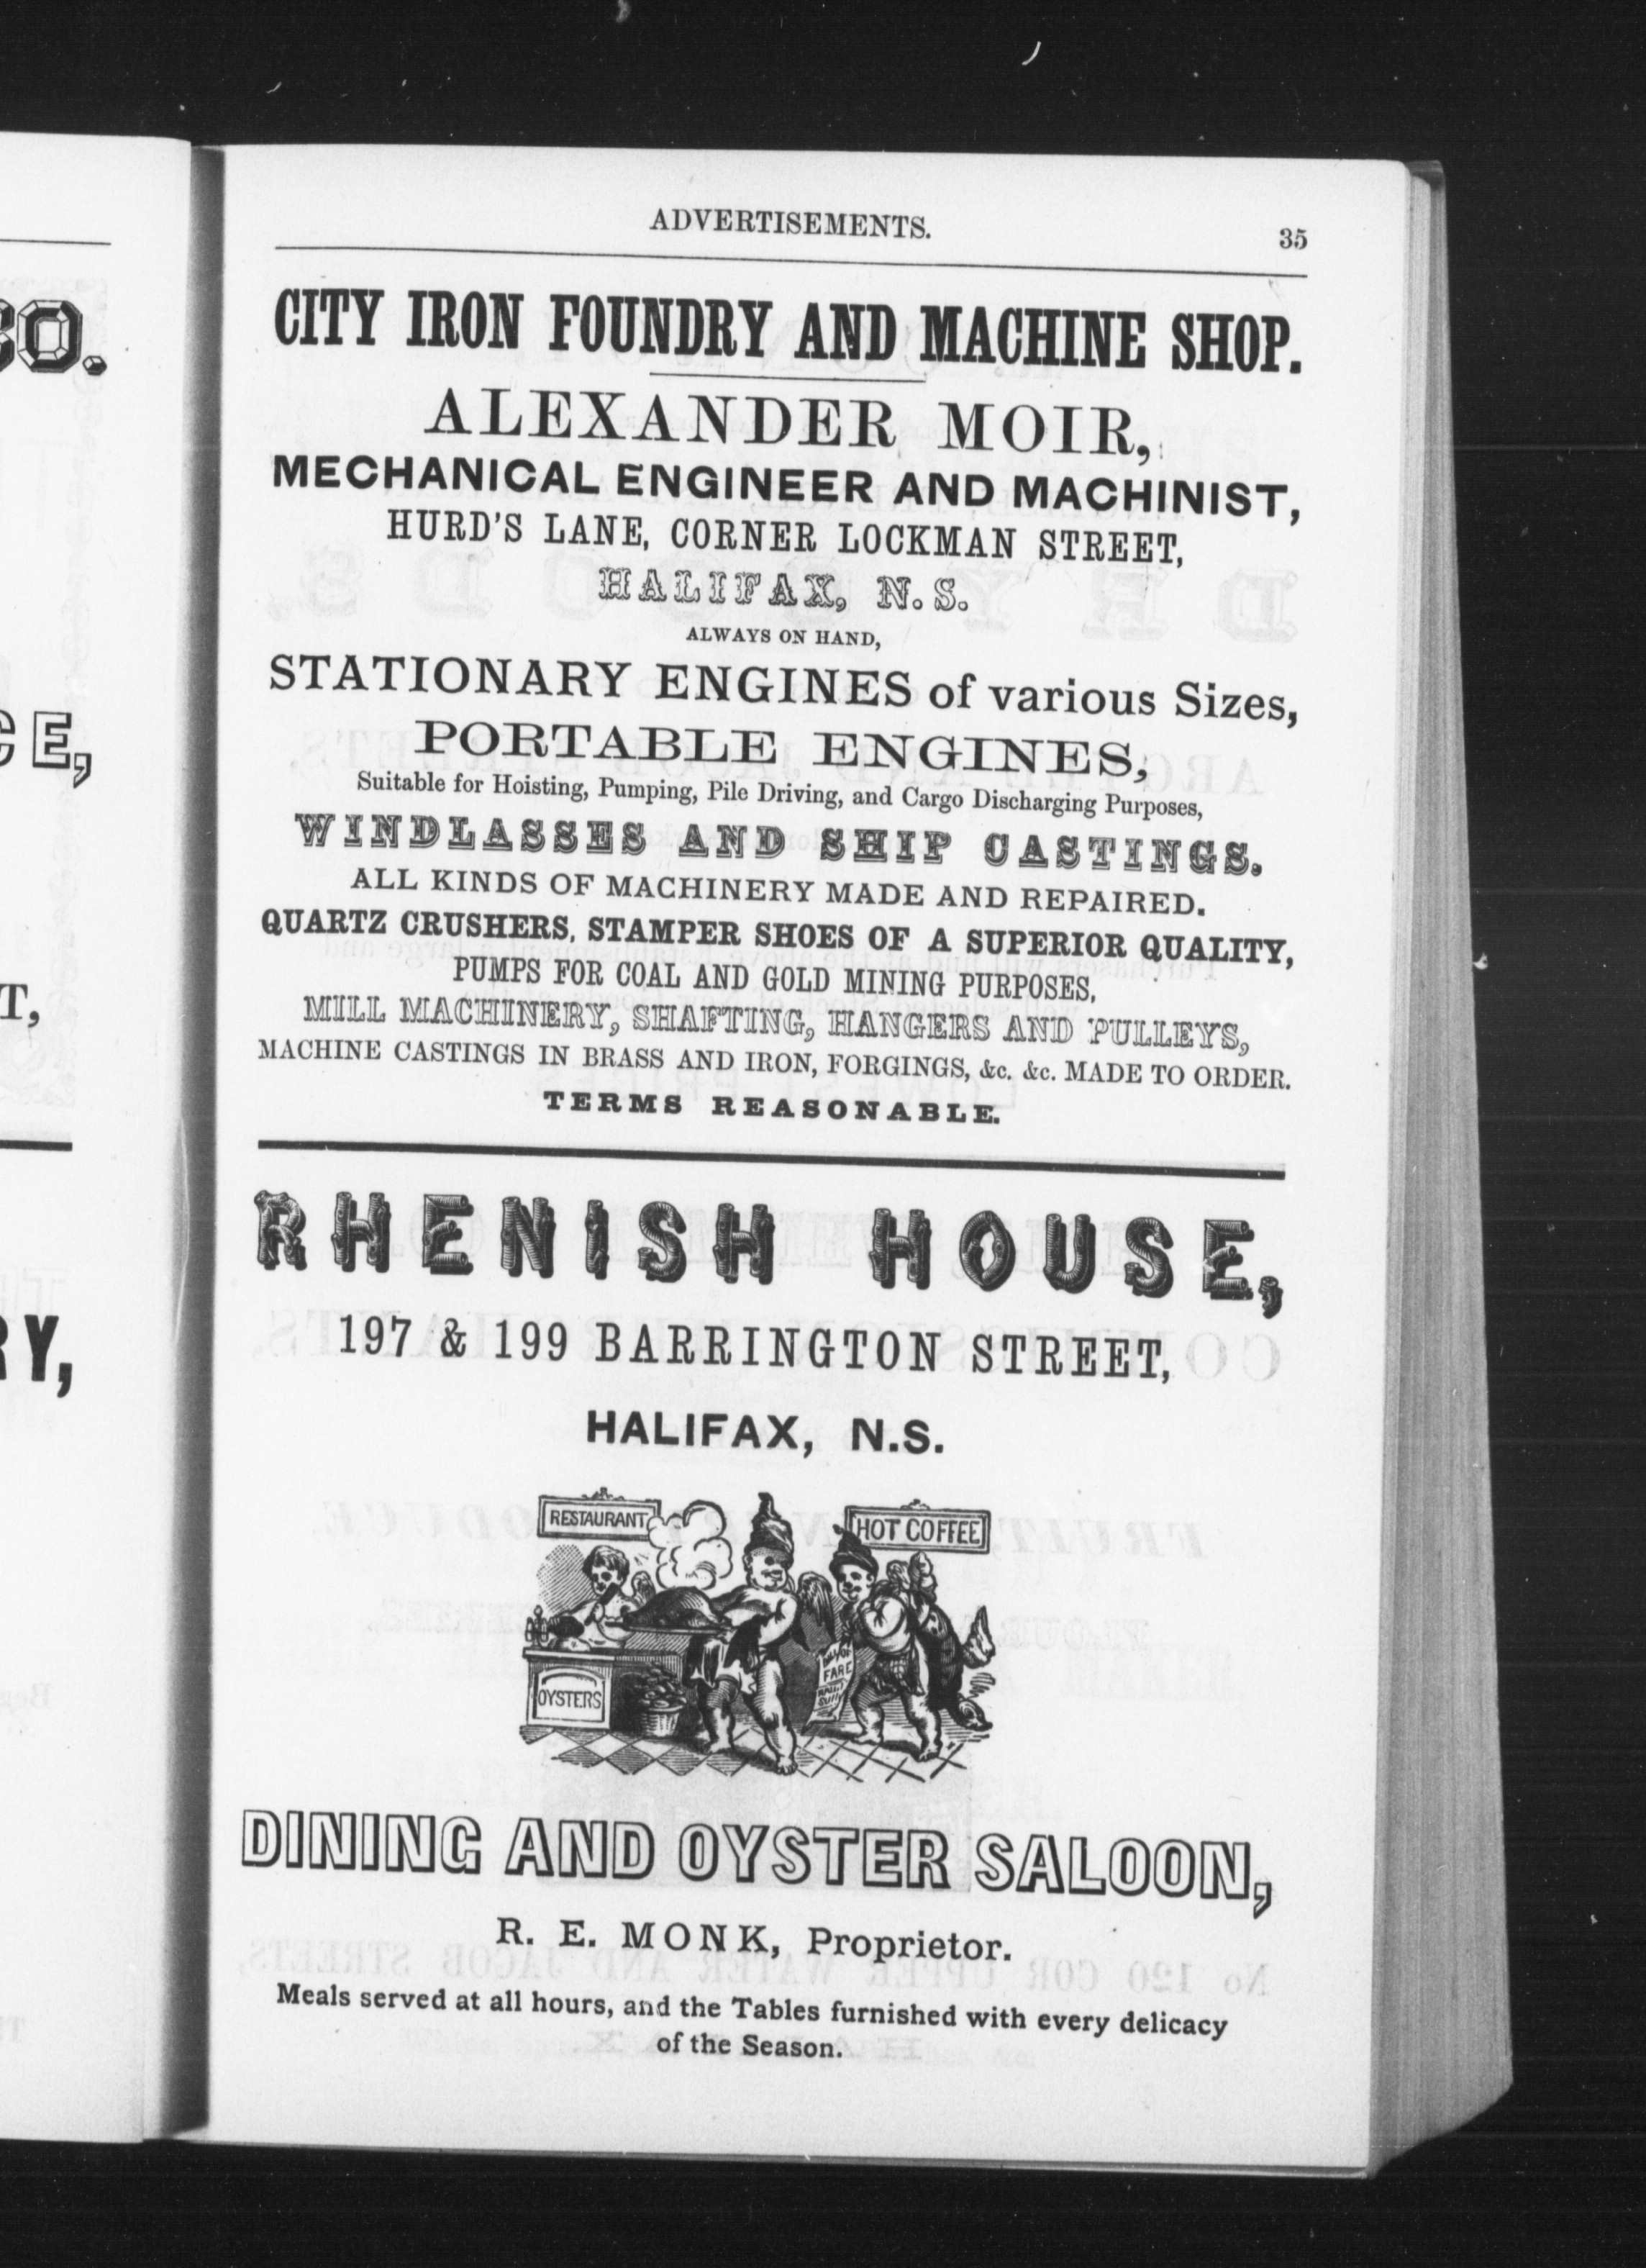 ADVERTISEMENTS.
35
CITY IRON FOUNDRY AND MACHINE SHOP.
ALEXANDER MOIR,
MECHANICAL ENGINEER AND MACHINIST,
HURD'S LANE, CORNER LOCKMAN STREET,
HALIFAX, N.S.
ALWAYS ON HAND,
STATIONARY ENGINES of various Sizes,
PORTABLE ENGINES,
Suitable for Hoisting, Pumping, Pile Driving, and Cargo Discharging Purposes,
WINDLASSES AND SHIP CASTINGS.
ALL KINDS OF MACHINERY MADE AND REPAIRED.
QUARTZ CRUSHERS, STAMPER SHOES OF A SUPERIOR QUALITY,
PUMPS FOR COAL AND GOLD MINING PURPOSES,
MILL MACHINERY, SHAFTING, HANGERS AND PULLEYS,
MACHINE CASTINGS IN BRASS AND IRON, FORGINGS, &c. &c. MADE TO ORDER.
TERMS REASONABLE.
RHENISH HOUSE,
197 & 199 BARRINGTON STREET,
HALIFAX, N.S.
RESTAURANT
HOT COFFEE
BILL OF
FARE
OYSTERS
DINING AND OYSTER SALOON,
R. E. MONK, Proprietor.
Meals served at all hours, and the Tables furnished with every delicacy
of the Season.
CO.
CE,
T,
RY,